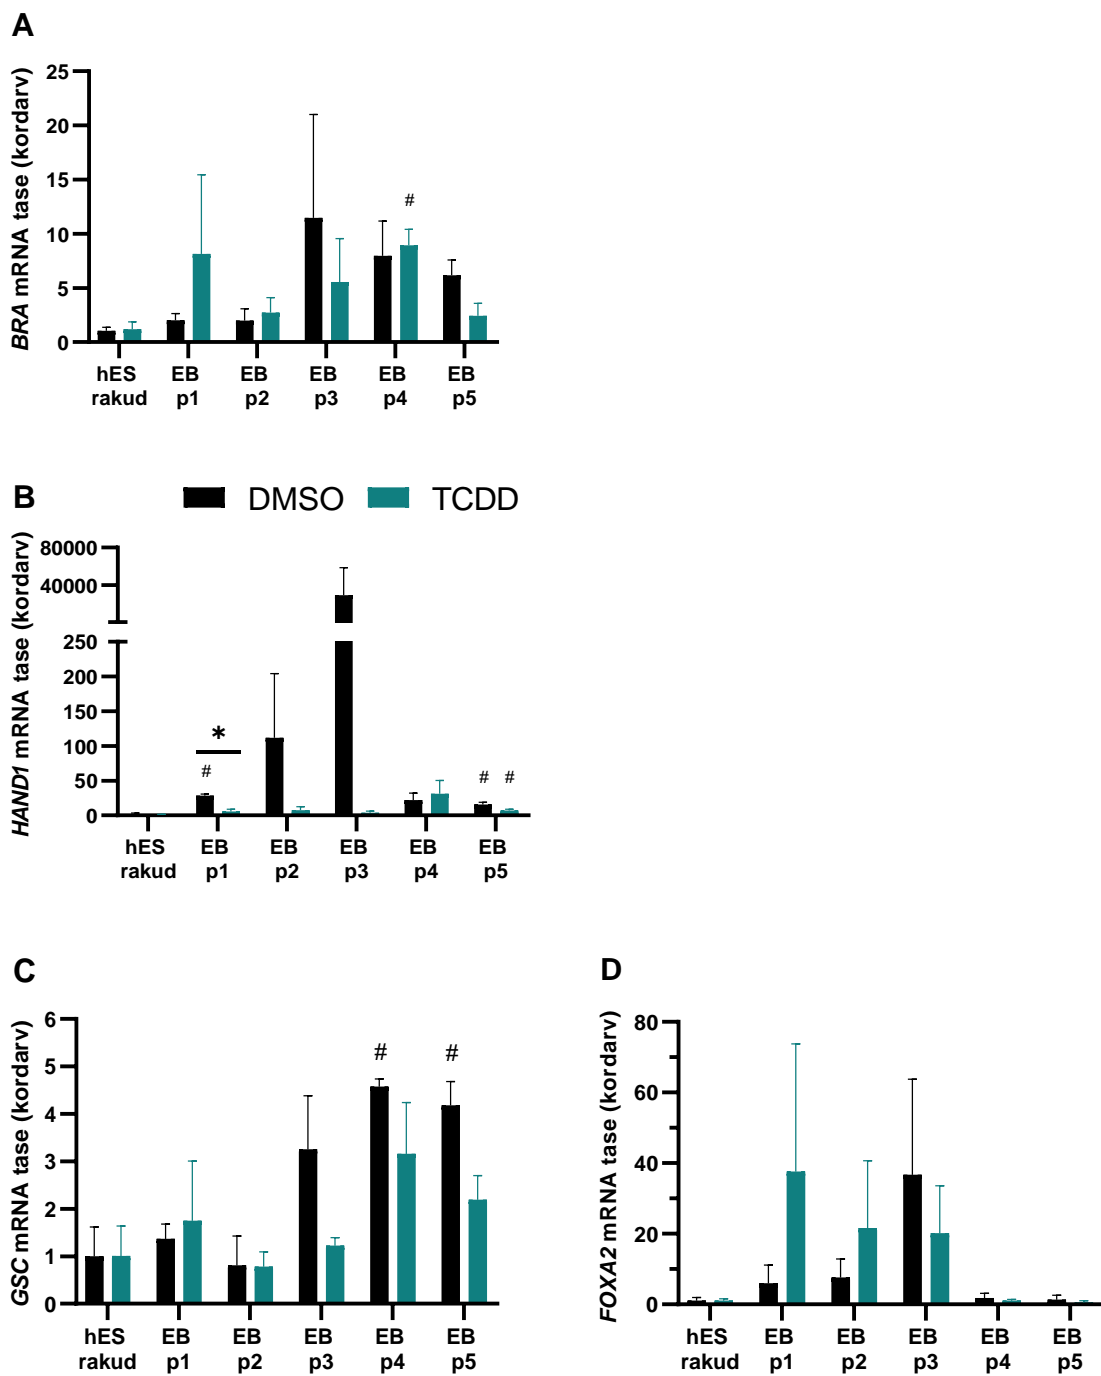 A
BRA mRNA tase (kordarv)
25
20
15
10
5
0
#
hES rakud
EB p1
EB p2
EB p3
EB p4
EB p5
B
DMSO
TCDD
HAND1 mRNA tase (kordarv)
80000
40000
250
200
150
100
50
0
*
#
# #
hES rakud
EB p1
EB p2
EB p3
EB p4
EB p5
C
GSC mRNA tase (kordarv)
6
5
4
3
2
1
0
# #
hES rakud
EB p1
EB p2
EB p3
EB p4
EB p5
D
FOXA2 mRNA tase (kordarv)
80
60
40
20
0
hES rakud
EB p1
EB p2
EB p3
EB p4
EB p5